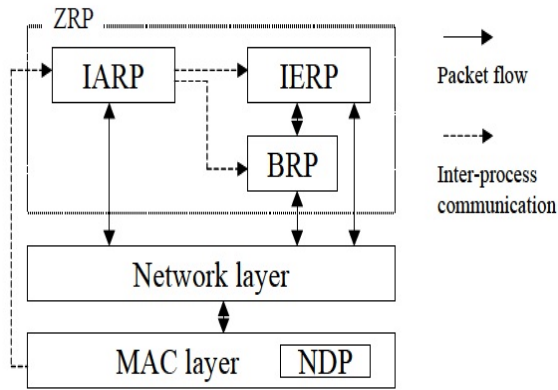 ZRP
IARP
IERP
Packet flow
BRP
Inter-process
communication
Network layer
MAC layer
NDP